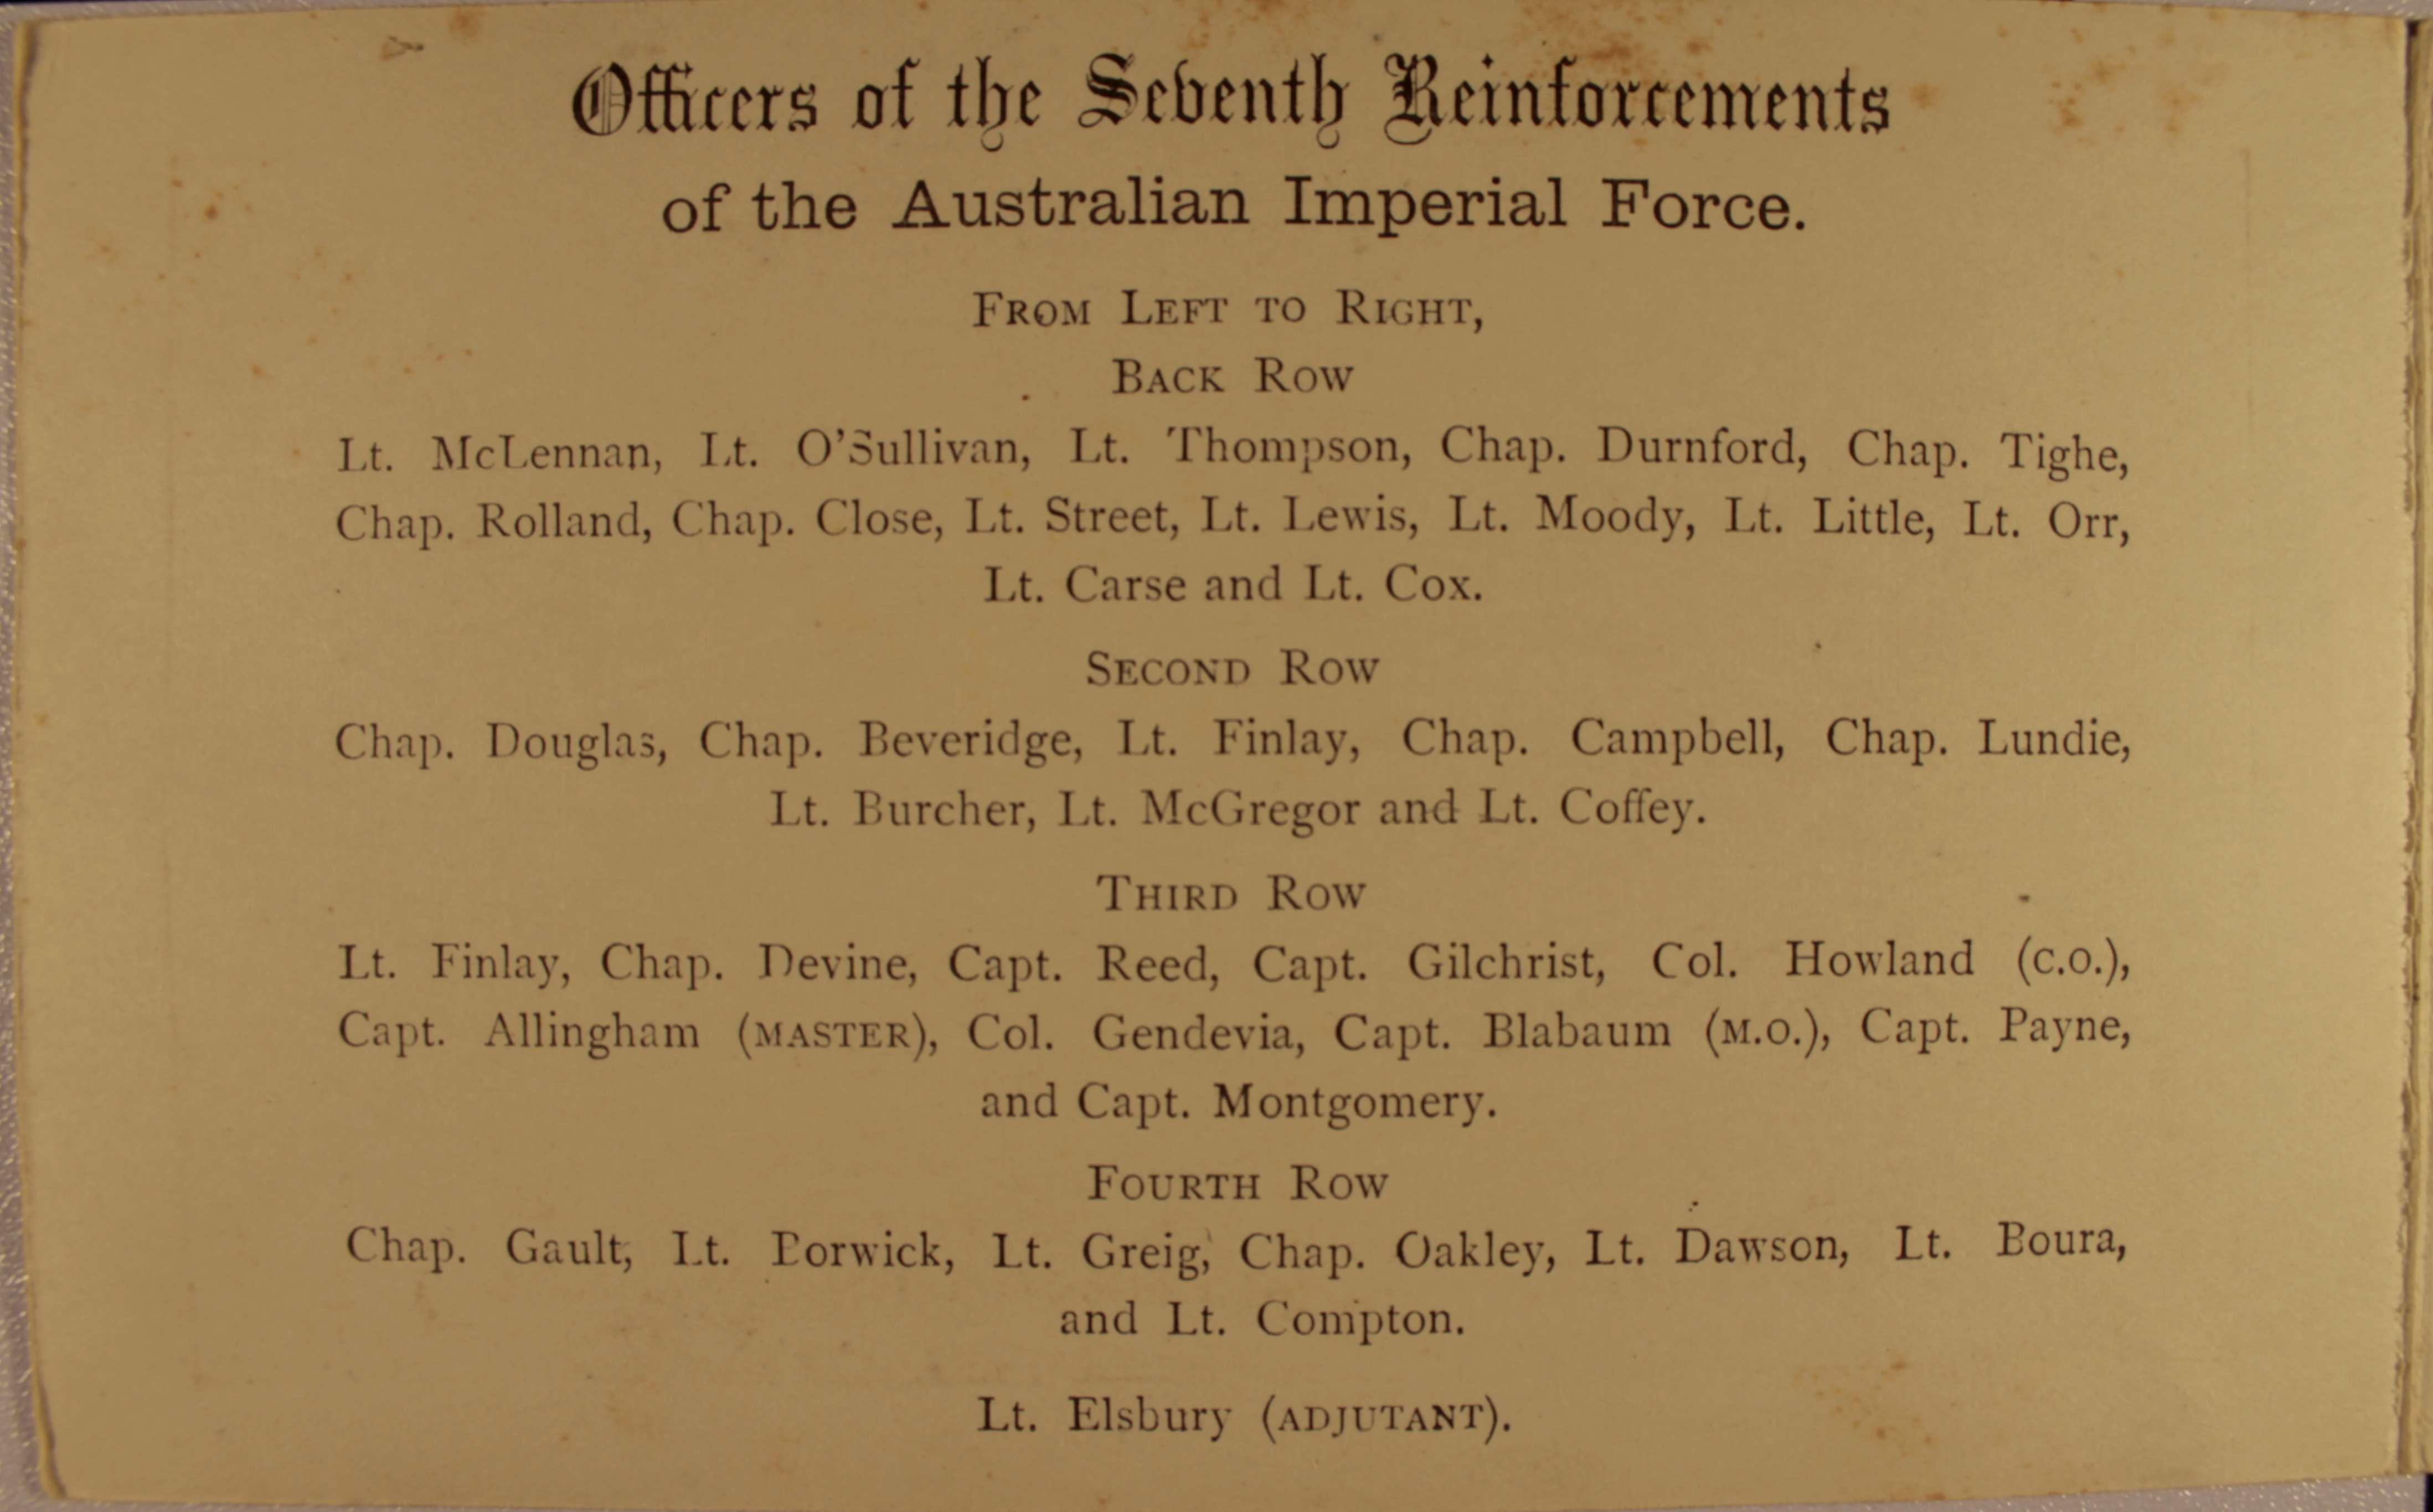 Officers of the Seventh Reinforcements
of the Australian Imperial Force.
FROM LEFT TO RIGHT,
BACK ROW
Lt. McLennan, Lt. O'Sullivan, Lt. Thompson, Chap. Durnford, Chap. Tighe,
Chap. Rolland, Chap. Close, Lt. Street, Lt. Lewis, Lt. Moody, Lt. Little, Lt. Orr,
Lt. Carse and Lt. Cox.
SECOND ROW
Chap. Douglas, Chap. Beveridge, Lt. Finlay, Chap. Campbell, Chap. Lundie,
Lt. Burcher, Lt. McGregor and Lt. Coffey.
THIRD ROW
Lt. Finlay, Chap. Devine, Capt. Reed, Capt. Gilchrist, Col. Howland (C.O.),
Capt. Allingham (MASTER), Col. Gendevia, Capt. Blabaum (M.O.), Capt. Payne,
and Capt. Montgomery.
FOURTH ROW
Chap. Gault, Lt. Borwick, Lt. Greig, Chap. Oakley, Lt. Dawson, Lt. Boura,
and Lt. Compton.
Lt. Elsbury (ADJUTANT).